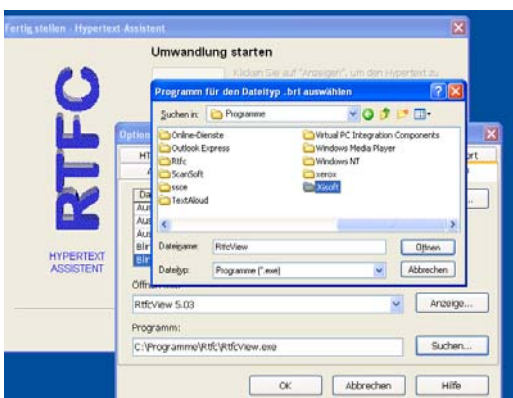 Fertig stellen - Hypertext-Assistent
Umwandlung starten
Klicken Sie auf "Anzeigen", um den Hypertext zu
Programm für den Dateityp .brl auswählen
Suchen in: Programme
Online-Dienste
Outlook Express
Rtfc
ScanSoft
ssce
TextAloud
Virtual PC Integration Components
Windows Media Player
Windows NT
xerox
Xisoft
Dateiname: RtfcView
Öffnen
Dateityp: Programme (*.exe)
Abbrechen
RTFC
HYPERTEXT
ASSISTENT
RtfcView 5.03
Anzeige...
Programm:
C:\Programme\Rtfc\RtfcView.exe
Suchen...
OK
Abbrechen
Hilfe